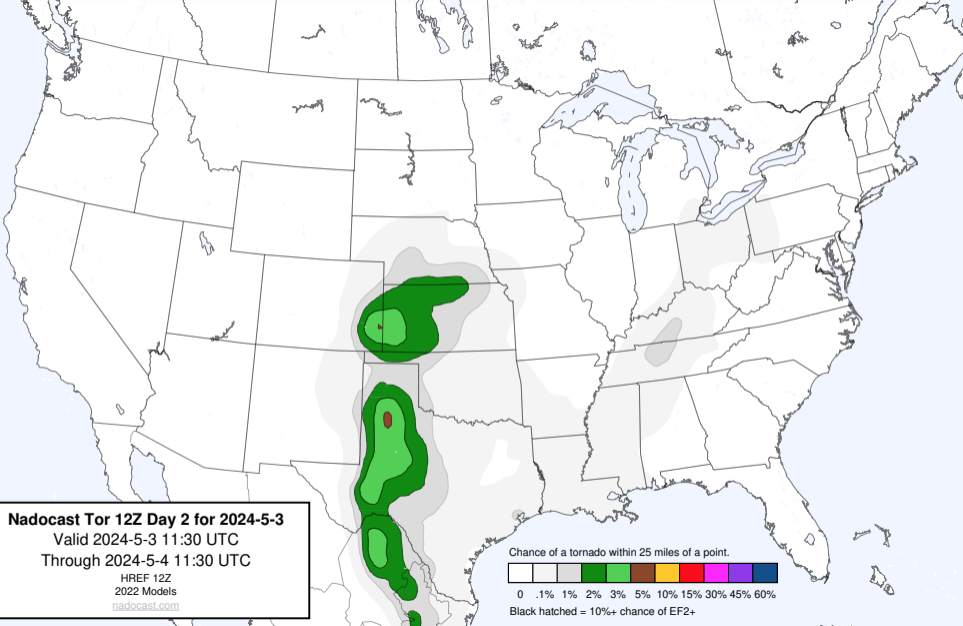 Nadocast Tor 12Z Day 2 for 2024-5-3
Valid 2024-5-3 11:30 UTC
Through 2024-5-4 11:30 UTC
HREF 12Z
2022 Models
nadocast.com
Chance of a tornado within 25 miles of a point.
0 .1% 1% 2% 3% 5% 10% 15% 30% 45% 60%
Black hatched = 10%+ chance of EF2+